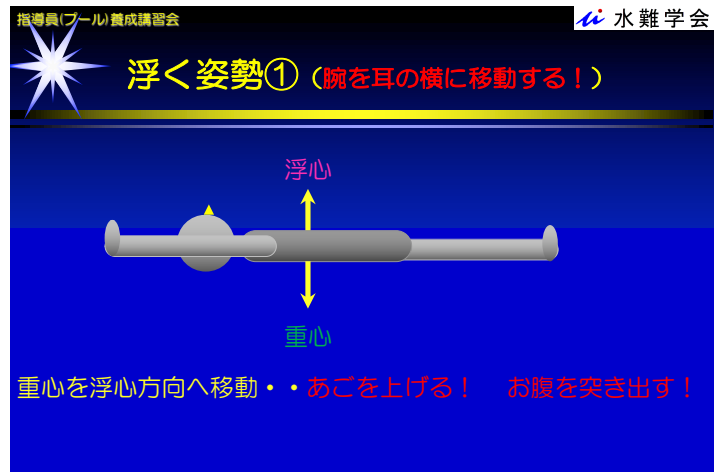 指導員(プール)養成講習会
水難学会
浮く姿勢①（腕を耳の横に移動する！）
浮心
重心
重心を浮心方向へ移動・・あごを上げる！　お腹を突き出す！